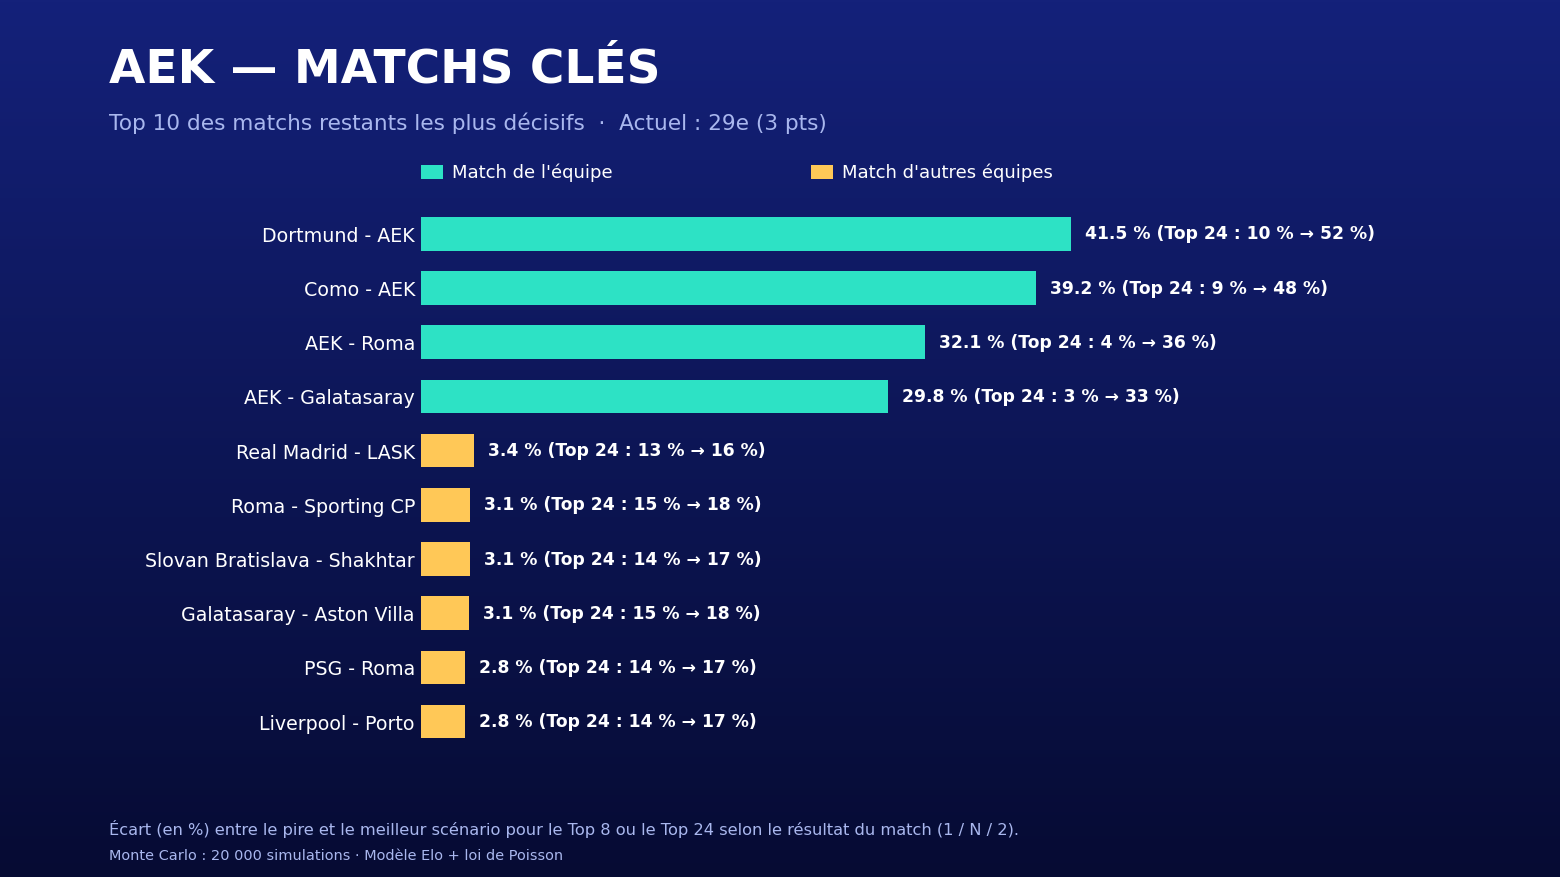 AEK — MATCHS CLÉS
Top 10 des matchs restants les plus décisifs · Actuel : 29e (3 pts)
Match de l'équipe
Match d'autres équipes
Dortmund - AEK 41.5 % (Top 24 : 10 % → 52 %)
Como - AEK 39.2 % (Top 24 : 9 % → 48 %)
AEK - Roma 32.1 % (Top 24 : 4 % → 36 %)
AEK - Galatasaray 29.8 % (Top 24 : 3 % → 33 %)
Real Madrid - LASK 3.4 % (Top 24 : 13 % → 16 %)
Roma - Sporting CP 3.1 % (Top 24 : 15 % → 18 %)
Slovan Bratislava - Shakhtar 3.1 % (Top 24 : 14 % → 17 %)
Galatasaray - Aston Villa 3.1 % (Top 24 : 15 % → 18 %)
PSG - Roma 2.8 % (Top 24 : 14 % → 17 %)
Liverpool - Porto 2.8 % (Top 24 : 14 % → 17 %)
Écart (en %) entre le pire et le meilleur scénario pour le Top 8 ou le Top 24 selon le résultat du match (1 / N / 2).
Monte Carlo : 20 000 simulations · Modèle Elo + loi de Poisson